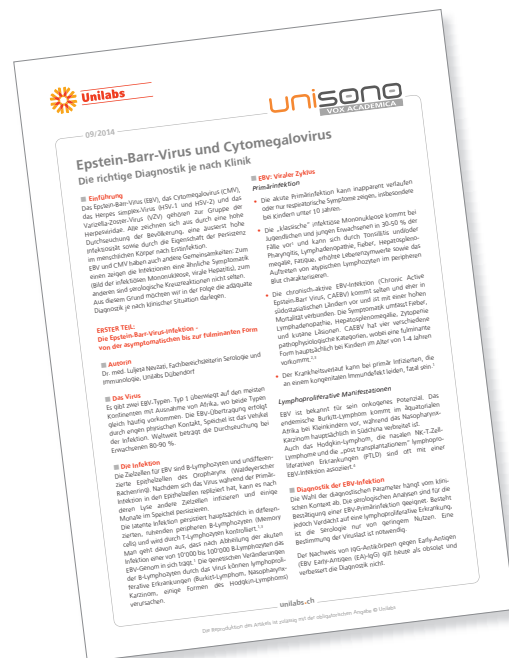 Unilabs
unisono
VOX ACADEMICA
09/2014
Epstein-Barr-Virus und Cytomegalovirus
Die richtige Diagnostik je nach Klinik
Einführung
Das Epstein-Barr-Virus (EBV), das Cytomegalovirus (CMV),
das Herpes simplex-Virus (HSV-1 und HSV-2) und das
Varizella-Zoster-Virus (VZV) gehören zur Gruppe der
Herpesviridae. Alle zeichnen sich aus durch eine hohe
Durchseuchung der Bevölkerung, eine äusserst hohe
Infektiosität sowie durch die Eigenschaft der Persistenz
im menschlichen Körper nach Erstinfektion.
EBV und CMV haben auch andere Gemeinsamkeiten: Zum
einen zeigen die Infektionen eine ähnliche Symptomatik
(Bild der infektiösen Mononukleose, virale Hepatitis), zum
anderen sind serologische Kreuzreaktionen nicht selten.
Aus diesem Grund möchten wir in der Folge die adäquate
Diagnostik je nach klinischer Situation darlegen.
ERSTER TEIL:
Die Epstein-Barr-Virus-Infektion -
von der asymptomatischen bis zur fulminanten Form
Autorin
Dr. med. Luljeta Neziri, Fachbereichsleiterin Serologie und
Immunologie, Unilabs Dübendorf
Das Virus
Es gibt zwei EBV-Typen. Typ 1 überwiegt auf den meisten
Kontinenten mit Ausnahme von Afrika, wo beide Typen
gleich häufig vorkommen. Die EBV-Übertragung erfolgt
durch engen physischen Kontakt, Speichel ist das Vehikel
der Infektion. Weltweit beträgt die Durchseuchung bei
Erwachsenen 80-90 %.
Die Infektion
Die Zielzellen für EBV sind B-Lymphozyten und undifferen-
zierte Epithelzellen des Oropharynx (Waldeyerscher
Rachenring). Nachdem sich das Virus während der Primär-
infektion in den Epithelzellen repliziert hat, kann es nach
deren Lyse andere Zielzellen infizieren und einige
Monate im Speichel persistieren.
Die latente Infektion persistiert hauptsächlich in differen-
zierten, ruhenden peripheren B-Lymphozyten (Memory
cells) und wird durch T-Lymphozyten kontrolliert.
Man geht davon aus, dass nach Abheilung der akuten
Infektion einer von 10'000 bis 100'000 B-Lymphozyten das
EBV-Genom in sich trägt. Die genetischen Veränderungen
der B-Lymphozyten durch das Virus können lymphoproli-
ferative Erkrankungen (Burkitt-Lymphom, Nasopharynx-
Karzinom, einige Formen des Hodgkin-Lymphoms)
verursachen.
EBV: Viraler Zyklus
Primärinfektion
• Die akute Primärinfektion kann inapparent verlaufen
oder nur respiratorische Symptome zeigen, insbesondere
bei Kindern unter 10 Jahren.
• Die „klassische“ infektiöse Mononukleose kommt bei
Jugendlichen und jungen Erwachsenen in 30-50 % der
Fälle vor und kann sich durch Tonsillitis und/oder
Pharyngitis, Lymphadenopathie, Fieber, Hepatospleno-
megalie, Fatigue, erhöhte Leberenzymwerte sowie das
Auftreten von atypischen Lymphozyten im peripheren
Blut charakterisieren.
• Die chronisch-aktive EBV-Infektion (Chronic Active
Epstein-Barr Virus, CAEBV) kommt selten und eher in
südostasiatischen Ländern vor und ist mit einer hohen
Mortalität verbunden. Die Symptomatik umfasst Fieber,
Lymphadenopathie, Hepatosplenomegalie, Zytopenie
und kutane Läsionen. CAEBV hat vier verschiedene
pathophysiologische Kategorien, wobei eine fulminante
Form hauptsächlich bei Kindern im Alter von 1-4 Jahren
vorkommt.
• Der Krankheitsverlauf kann bei primär Infizierten, die
an einem kongenitalen Immundefekt leiden, fatal sein.
Lymphoproliferative Manifestationen
EBV ist bekannt für sein onkogenes Potenzial. Das
endemische Burkitt-Lymphom kommt im äquatorialen
Afrika bei Kleinkindern vor, während das Nasopharynx-
Karzinom hauptsächlich in Südchina verbreitet ist.
Auch das Hodgkin-Lymphom, die nasalen NK-T-Zell-
Lymphome und die „post transplantationem“ lymphopro-
liferativen Erkrankungen (PTLD) sind oft mit einer
EBV-Infektion assoziiert.
Diagnostik der EBV-Infektion
Die Wahl der diagnostischen Parameter hängt vom klini-
schen Kontext ab. Die serologischen Analysen sind für die
Bestätigung einer EBV-Primärinfektion geeignet. Besteht
jedoch Verdacht auf eine lymphoproliferative Erkrankung,
ist die Serologie nur von geringem Nutzen. Eine
Bestimmung der Viruslast ist notwendig.
Der Nachweis von IgG-Antikörpern gegen Early-Antigen
(EBV Early-Antigen (EA)-IgG) gilt heute als obsolet und
verbessert die Diagnostik nicht.
unilabs.ch
Die Reproduktion des Artikels ist zulässig mit der obligatorischen Angabe © Unilabs